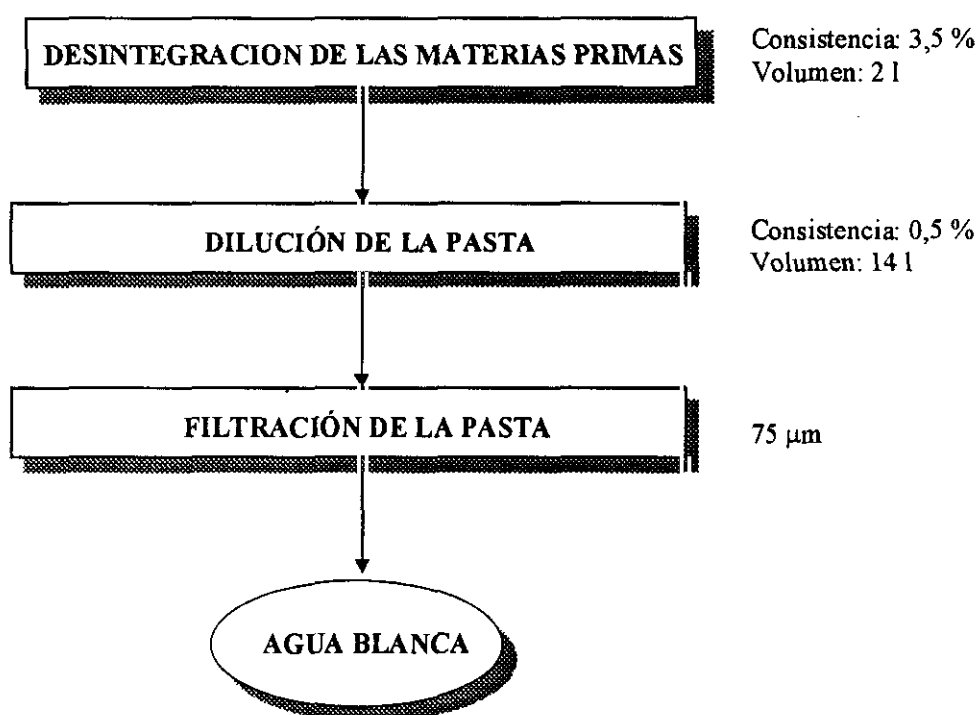 DESINTEGRACION DE LAS MATERIAS PRIMAS
Consistencia: 3,5 %
Volumen: 2 l
DILUCIÓN DE LA PASTA
Consistencia: 0,5 %
Volumen: 14 l
FILTRACIÓN DE LA PASTA
75 μm
AGUA BLANCA